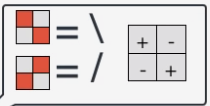 = \
= /
+ -
- +